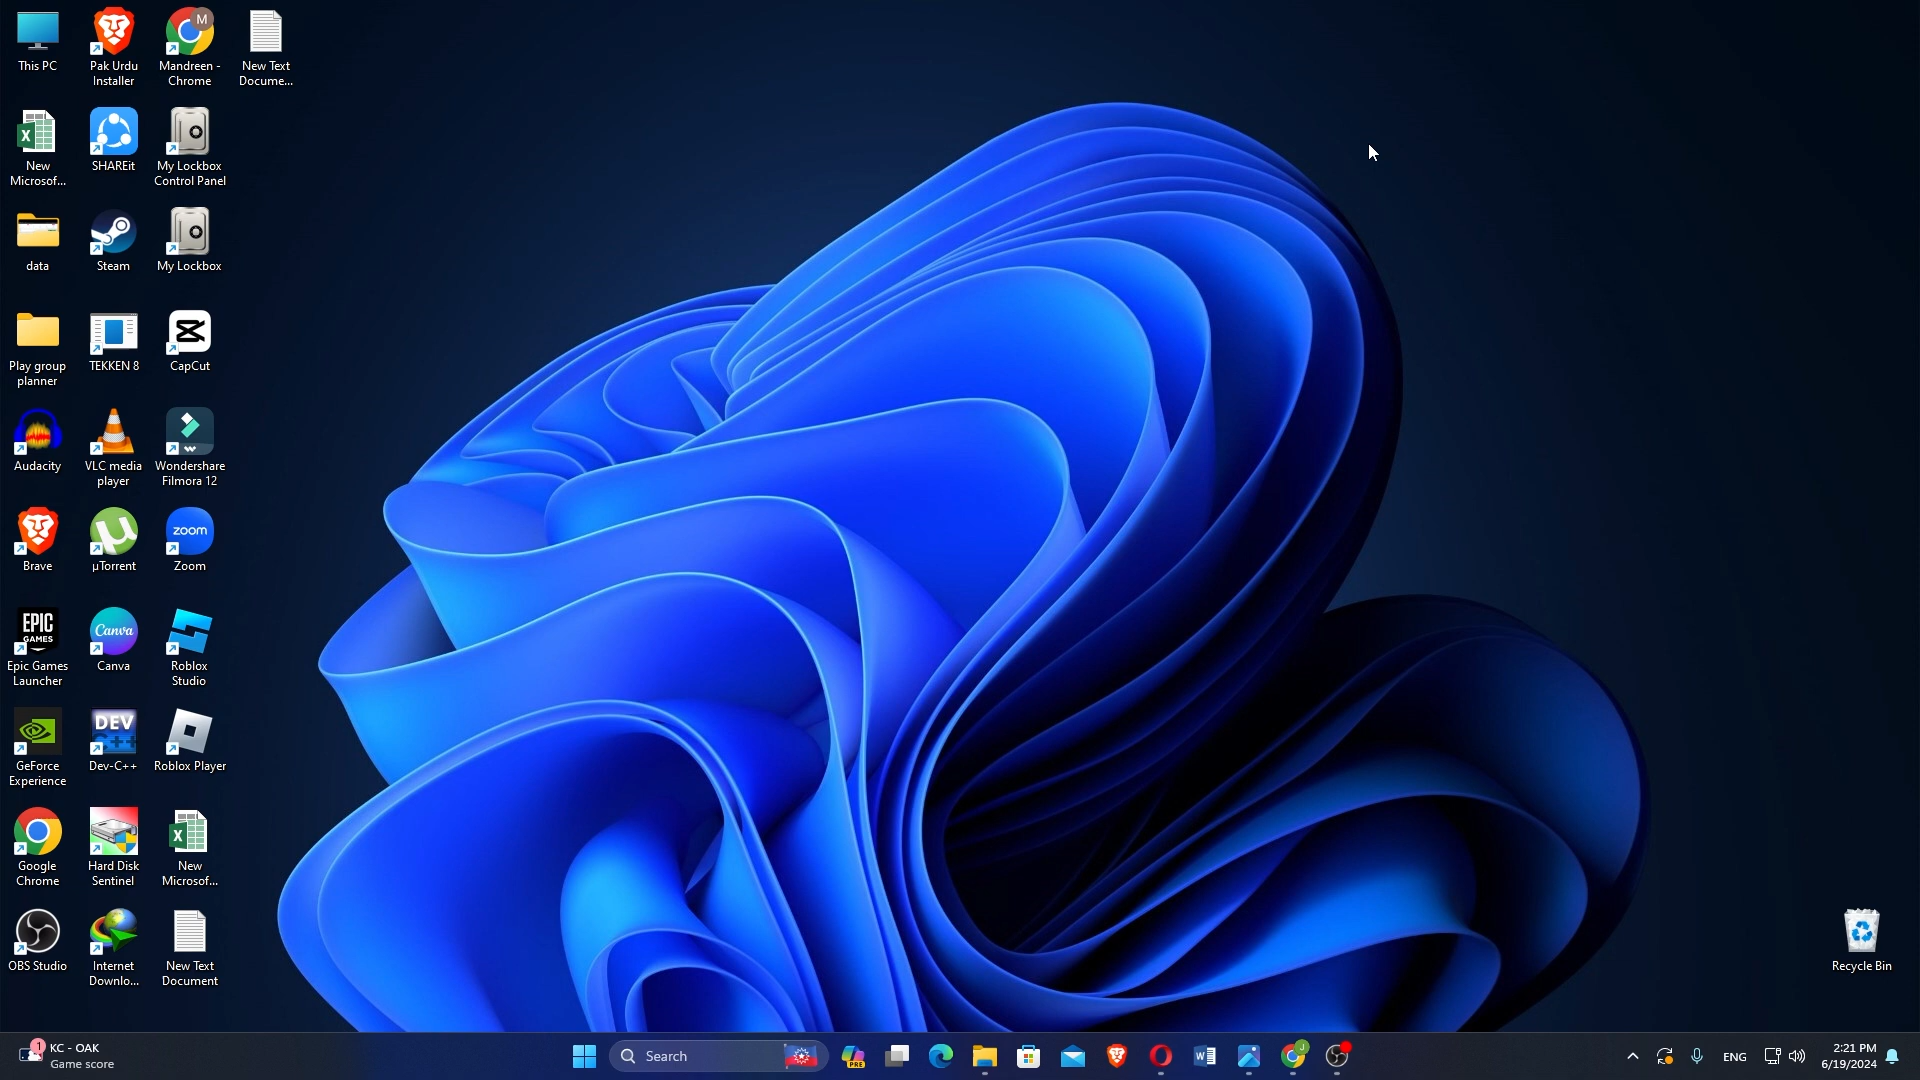 This PC
Pak Urdu
Installer
M
Mandreen -
Chrome
New Text
Docume...
New
Microsof...
SHAREit
My Lockbox
Control Panel
data
Steam
My Lockbox
Play group
planner
TEKKEN 8
CapCut
Audacity
VLC media
player
Wondershare
Filmora 12
Brave
µTorrent
zoom
Zoom
EPIC
GAMES
Epic Games
Launcher
Canva
Canva
Roblox
Studio
GeForce
Experience
DEV
C++
Dev-C++
Roblox Player
Google
Chrome
Hard Disk
Sentinel
New
Microsof...
OBS Studio
Internet
Downlo...
New Text
Document
Recycle Bin
1
KC - OAK
Game score
Search
PRE
J
ENG
2:21 PM
6/19/2024